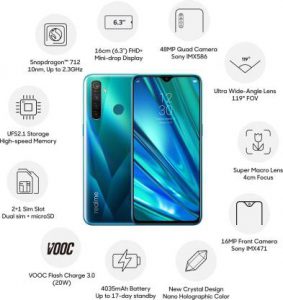 6.3"
Snapdragon™ 712
10nm, Up to 2.3GHz
16cm (6.3") FHD+
Mini-drop Display
48MP Quad Camera
Sony IMX586
119°
Ultra Wide-Angle Lens
119° FOV
UFS2.1 Storage
High-speed Memory
Super Macro Lens
4cm Focus
2+1 Sim Slot
Dual sim + microSD
realme
16MP Front Camera
Sony IMX471
VOOC
VOOC Flash Charge 3.0
(20W)
4035mAh Battery
Up to 17-day standby
New Crystal Design
Nano Holographic Color